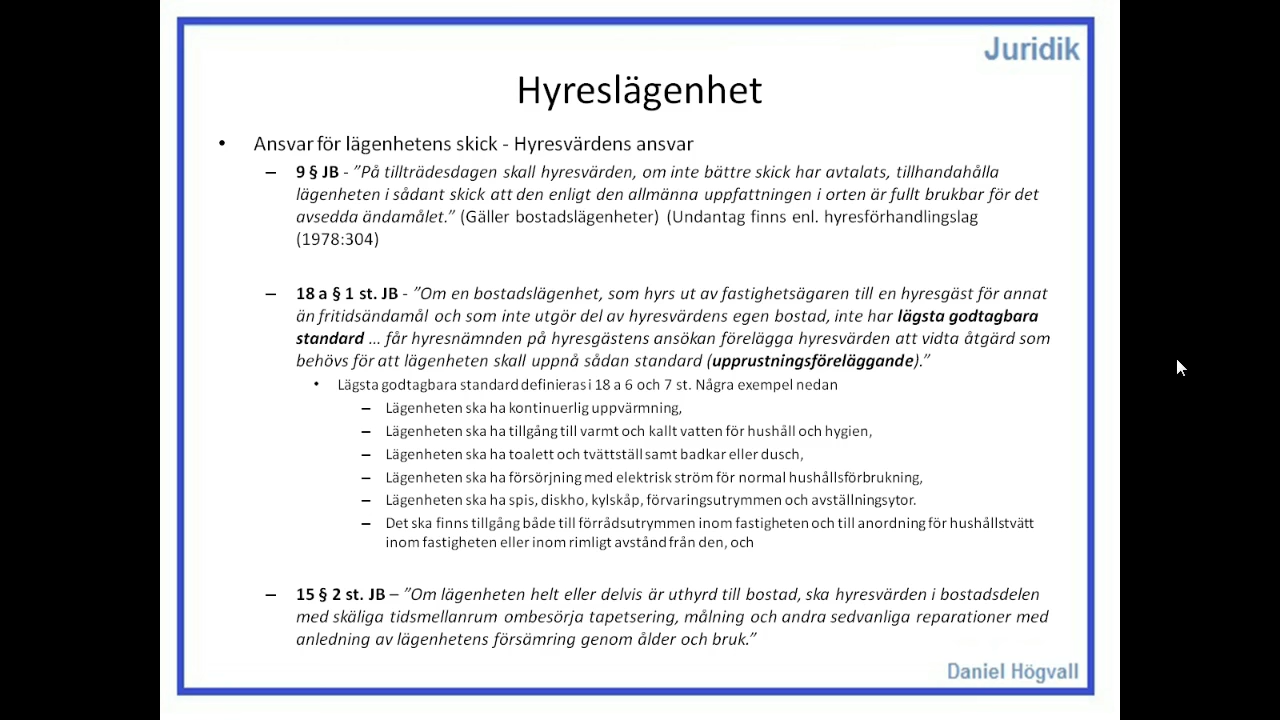 Juridik
Hyreslägenhet
• Ansvar för lägenhetens skick - Hyresvärdens ansvar
– 9 § JB - ”På tillträdesdagen skall hyresvärden, om inte bättre skick har avtalats, tillhandahålla
lägenheten i sådant skick att den enligt den allmänna uppfattningen i orten är fullt brukbar för det
avsedda ändamålet.” (Gäller bostadslägenheter) (Undantag finns enl. hyresförhandlingslag
(1978:304)
– 18 a § 1 st. JB - ”Om en bostadslägenhet, som hyrs ut av fastighetsägaren till en hyresgäst för annat
än fritidsändamål och som inte utgör del av hyresvärdens egen bostad, inte har lägsta godtagbara
standard ... får hyresnämnden på hyresgästens ansökan förelägga hyresvärden att vidta åtgärd som
behövs för att lägenheten skall uppnå sådan standard (upprustningsföreläggande).”
• Lägsta godtagbara standard definieras i 18 a 6 och 7 st. Några exempel nedan
– Lägenheten ska ha kontinuerlig uppvärmning,
– Lägenheten ska ha tillgång till varmt och kallt vatten för hushåll och hygien,
– Lägenheten ska ha toalett och tvättställ samt badkar eller dusch,
– Lägenheten ska ha försörjning med elektrisk ström för normal hushållsförbrukning,
– Lägenheten ska ha spis, diskho, kylskåp, förvaringsutrymmen och avställningsytor.
– Det ska finns tillgång både till förrådsutrymmen inom fastigheten och till anordning för hushållstvätt
inom fastigheten eller inom rimligt avstånd från den, och
– 15 § 2 st. JB – ”Om lägenheten helt eller delvis är uthyrd till bostad, ska hyresvärden i bostadsdelen
med skäliga tidsmellanrum ombesörja tapetsering, målning och andra sedvanliga reparationer med
anledning av lägenhetens försämring genom ålder och bruk.”
Daniel Högvall